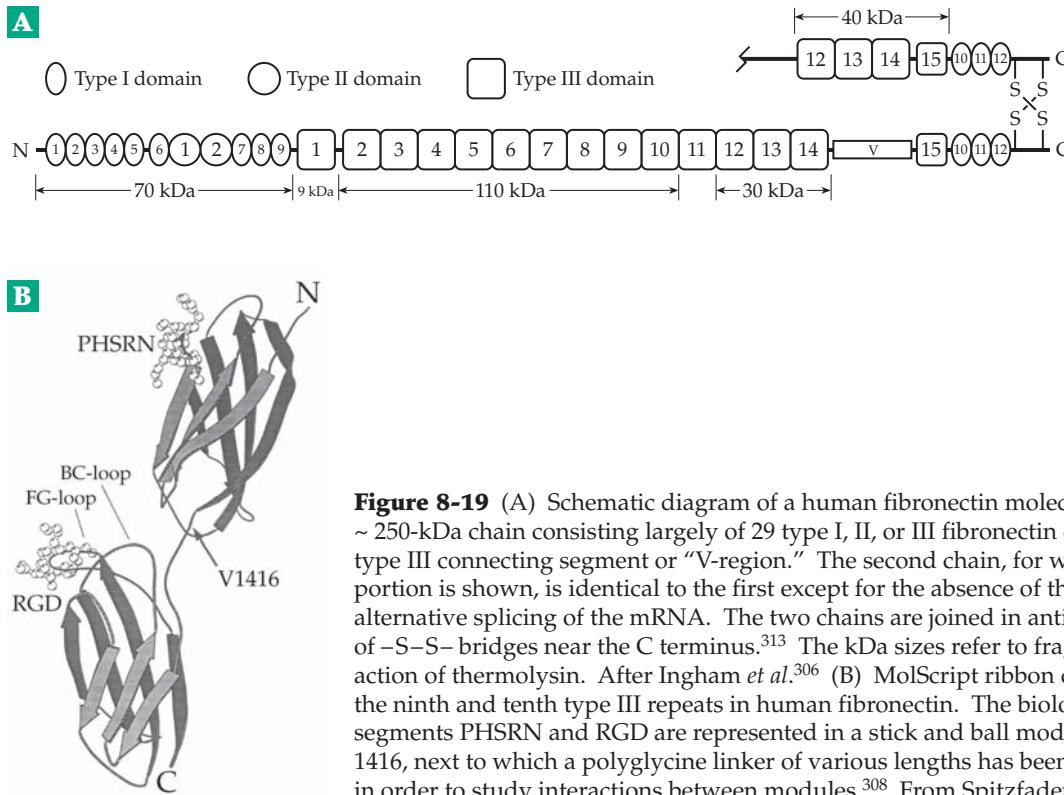 A
40 kDa
12 13 14 15 10 11 12
Type I domain Type II domain Type III domain
S S
S S
N 1 2 3 4 5 6 1 2 7 8 9 1 2 3 4 5 6 7 8 9 10 11 12 13 14 V 15 10 11 12
70 kDa 9 kDa 110 kDa 30 kDa
B
N
PHSRN
BC-loop
FG-loop
V1416
RGD
C
Figure 8-19 (A) Schematic diagram of a human fibronectin
~ 250-kDa chain consisting largely of 29 type I, II, or III fibronectin
type III connecting segment or “V-region.” The second chain, for
portion is shown, is identical to the first except for the absence of
alternative splicing of the mRNA. The two chains are joined in
of –S–S– bridges near the C terminus.313 The kDa sizes refer to
action of thermolysin. After Ingham et al.306 (B) MolScript ribbon
the ninth and tenth type III repeats in human fibronectin. The
segments PHSRN and RGD are represented in a stick and ball
1416, next to which a polyglycine linker of various lengths has been
in order to study interactions between modules.308 From